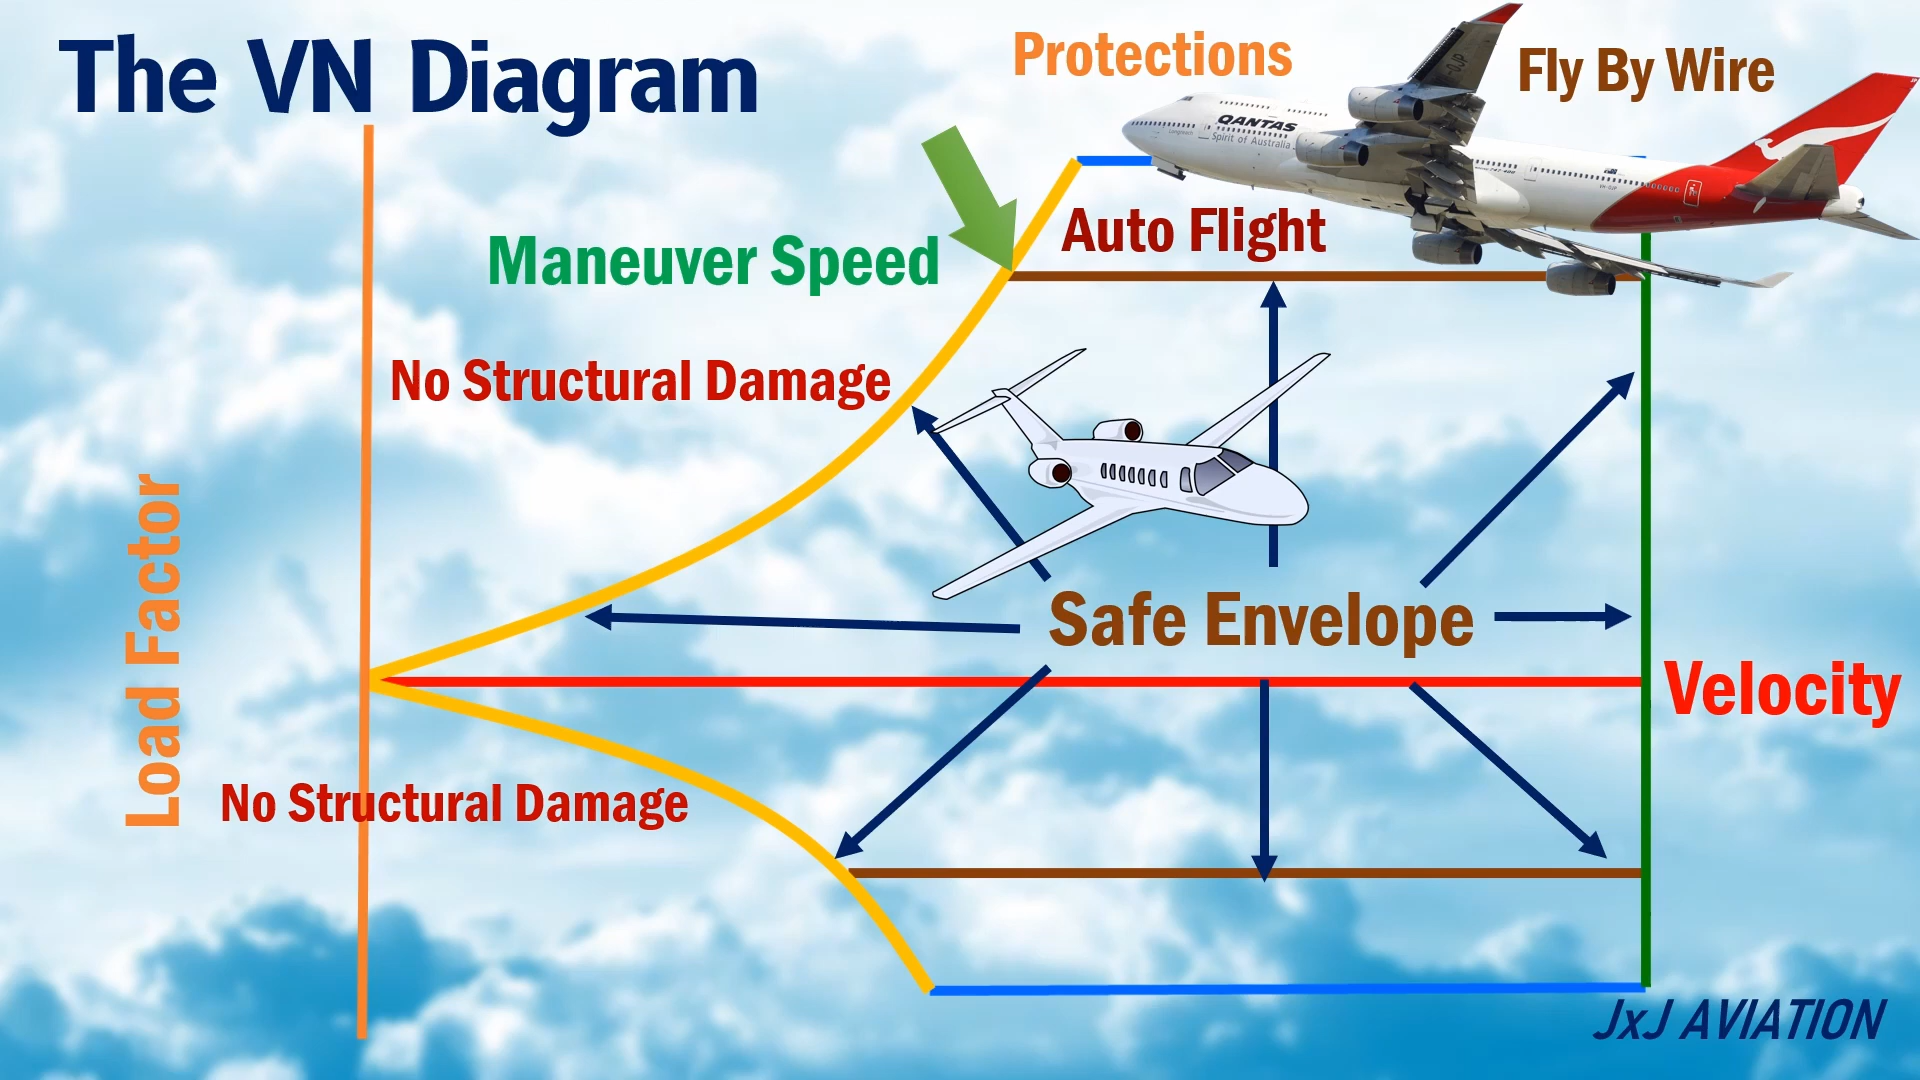 The VN Diagram
Protections
Fly By Wire
QANTAS
Spirit of Australia
Auto Flight
Maneuver Speed
No Structural Damage
Load Factor
Safe Envelope
Velocity
No Structural Damage
JxJ AVIATION